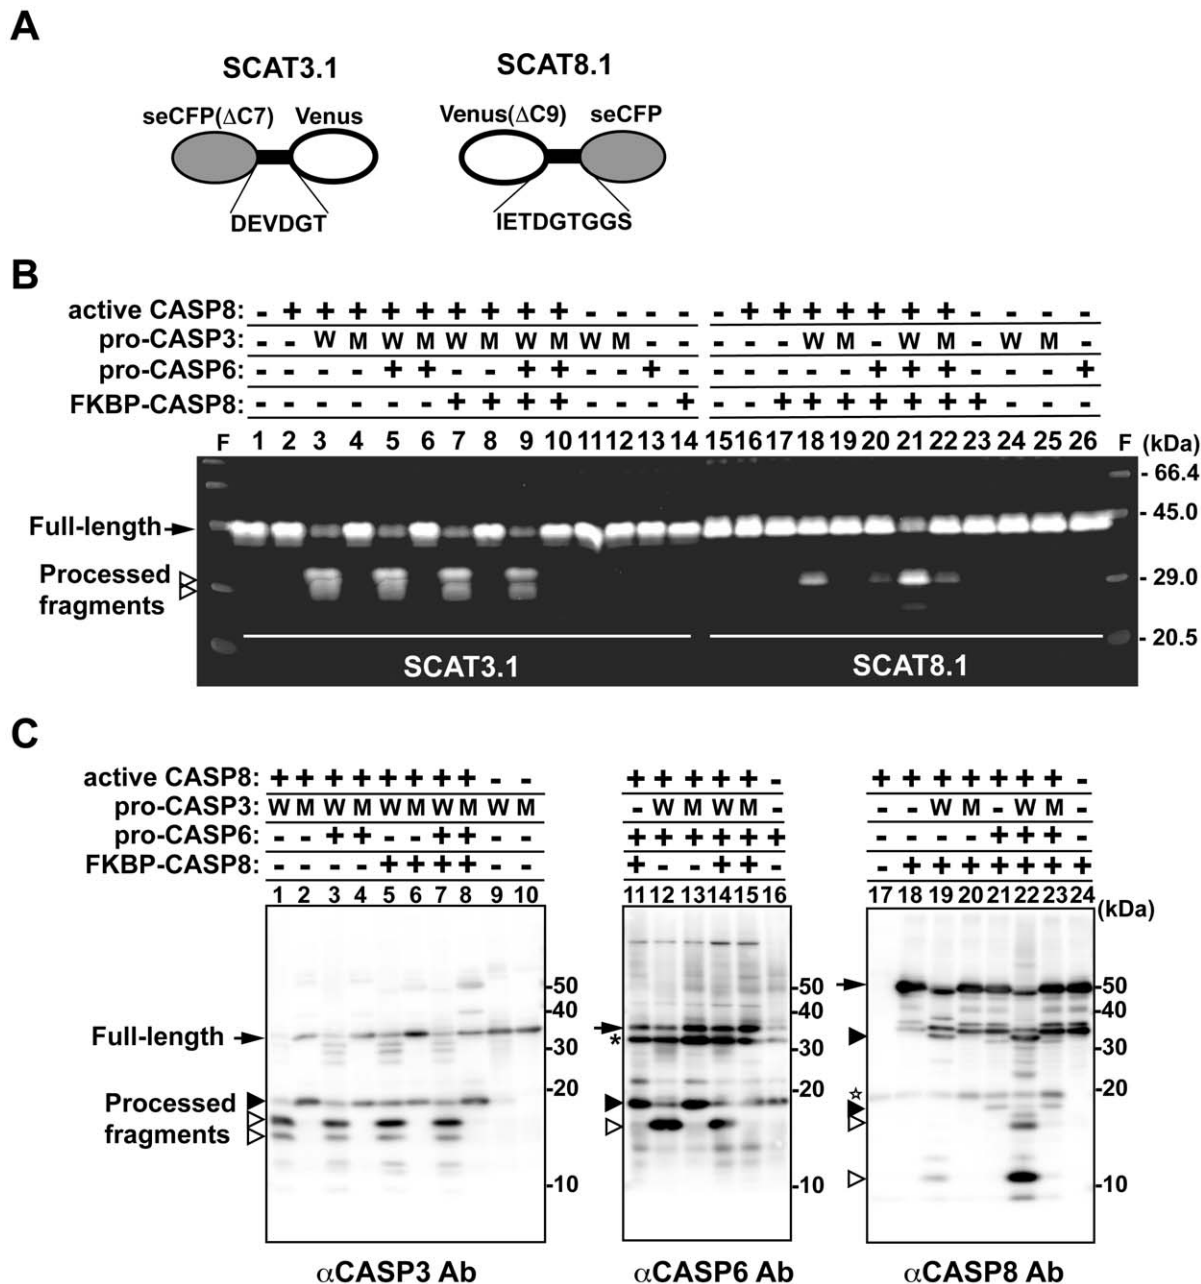 A
SCAT3.1 SCAT8.1
seCFP(ΔC7) Venus Venus(ΔC9) seCFP
DEVDGT IETDGTGGS
B
active CASP8: - + + + + + + + + + - - - - - + + + + + + + - - - -
pro-CASP3: - - W M W M W M W M W M - - - - - W M - W M - W M -
pro-CASP6: - - - - + + - - + + - - + - - - - - - + + + - - - +
FKBP-CASP8: - - - - - - + + + + - - - + - - + + + + + + + - - -
F 1 2 3 4 5 6 7 8 9 10 11 12 13 14 15 16 17 18 19 20 21 22 23 24 25 26 F (kDa)
- 66.4
Full-length - 45.0
Processed fragments - 29.0
- 20.5
SCAT3.1 SCAT8.1
C
active CASP8: + + + + + + + + - - + + + + + - + + + + + + + -
pro-CASP3: W M W M W M W M W M - W M W M - - - W M - W M -
pro-CASP6: - - + + - - + + - - + + + + + + - - - - + + + -
FKBP-CASP8: - - - - + + + + - - + - - + + - - + + + + + + +
1 2 3 4 5 6 7 8 9 10 11 12 13 14 15 16 17 18 19 20 21 22 23 24
(kDa)
-50 -50 -50
-40 -40 -40
Full-length * -30 -30 -30
-20 -20 -20
Processed fragments ☆
-10 -10 -10
αCASP3 Ab αCASP6 Ab αCASP8 Ab